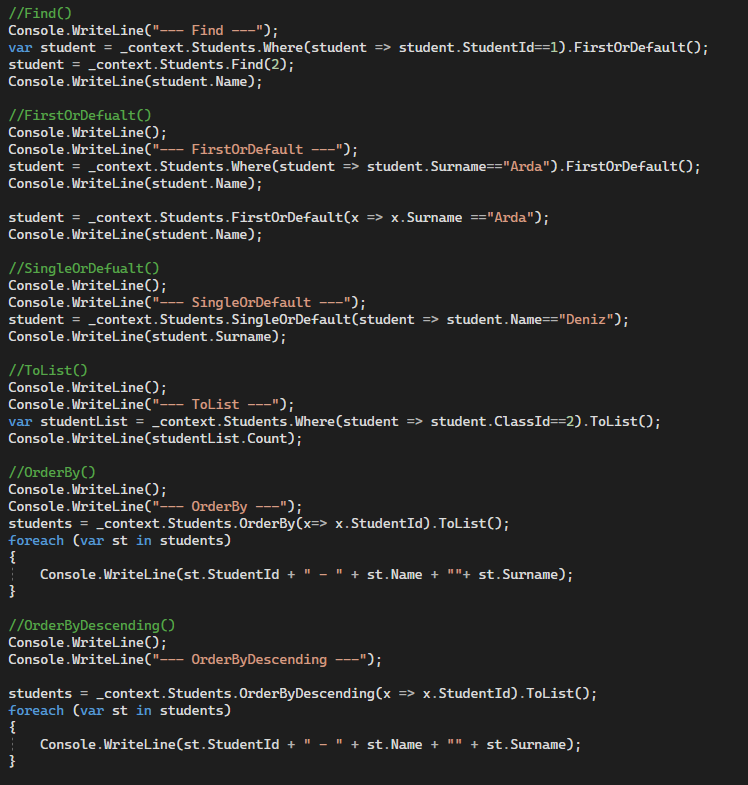 //Find()
Console.WriteLine("--- Find ---");
var student = _context.Students.Where(student => student.StudentId==1).FirstOrDefault();
student = _context.Students.Find(2);
Console.WriteLine(student.Name);

//FirstOrDefualt()
Console.WriteLine();
Console.WriteLine("--- FirstOrDefault ---");
student = _context.Students.Where(student => student.Surname=="Arda").FirstOrDefault();
Console.WriteLine(student.Name);

student = _context.Students.FirstOrDefault(x => x.Surname =="Arda");
Console.WriteLine(student.Name);

//SingleOrDefualt()
Console.WriteLine();
Console.WriteLine("--- SingleOrDefault ---");
student = _context.Students.SingleOrDefault(student => student.Name=="Deniz");
Console.WriteLine(student.Surname);

//ToList()
Console.WriteLine();
Console.WriteLine("--- ToList ---");
var studentList = _context.Students.Where(student => student.ClassId==2).ToList();
Console.WriteLine(studentList.Count);

//OrderBy()
Console.WriteLine();
Console.WriteLine("--- OrderBy ---");
students = _context.Students.OrderBy(x=> x.StudentId).ToList();
foreach (var st in students)
{
    Console.WriteLine(st.StudentId + " - " + st.Name + ""+ st.Surname);
}

//OrderByDescending()
Console.WriteLine();
Console.WriteLine("--- OrderByDescending ---");

students = _context.Students.OrderByDescending(x => x.StudentId).ToList();
foreach (var st in students)
{
    Console.WriteLine(st.StudentId + " - " + st.Name + "" + st.Surname);
}